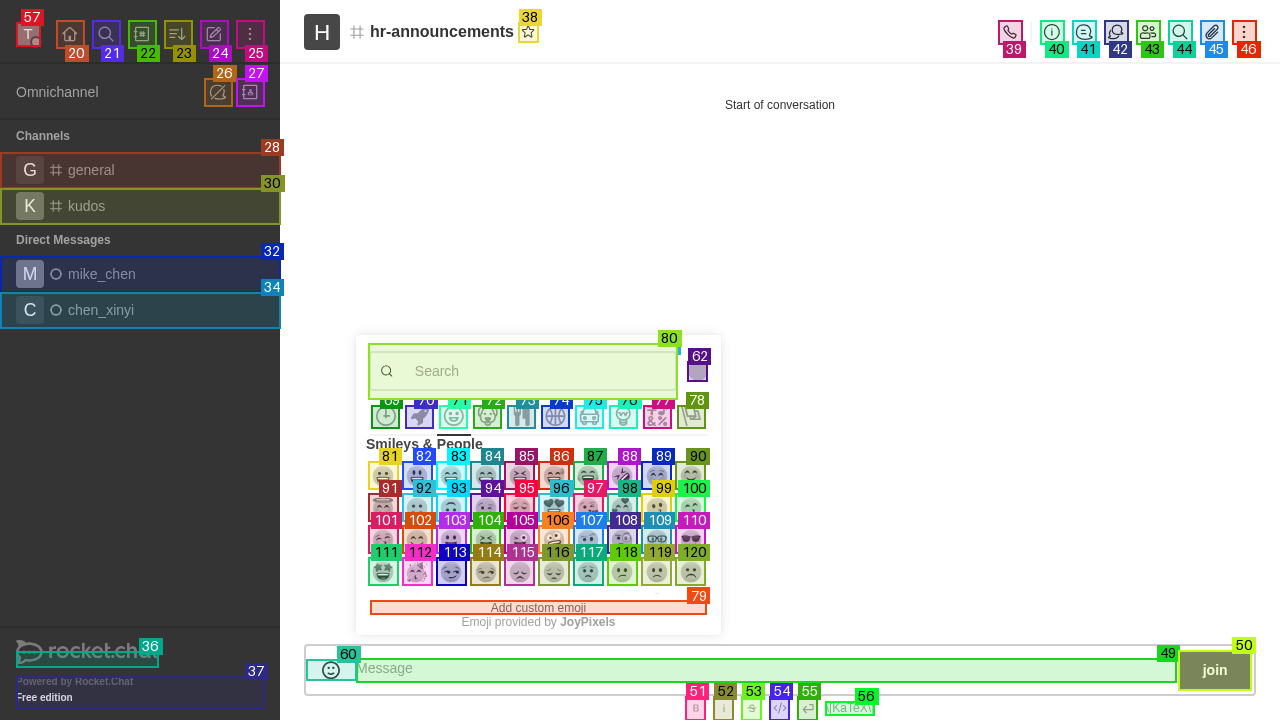 57
T
20
21
22
23
24
25
H
hr-announcements
38
39
40
41
42
43
44
45
46
Omnichannel
26
27
Start of conversation
Channels
28
G general
30
K kudos
Direct Messages
32
M mike_chen
34
C chen_xinyi
80
Search
62
69 70 71 72 73 74 75 76 77 78
Smileys & People
81 82 83 84 85 86 87 88 89 90
91 92 93 94 95 96 97 98 99 100
101 102 103 104 105 106 107 108 109 110
111 112 113 114 115 116 117 118 119 120
79
Add custom emoji
Emoji provided by JoyPixels
36
rocket.chat
37
Powered by Rocket.Chat
Free edition
60
Message
49
50
join
51 52 53 54 55 56
B i S </> \[KaTeX\]